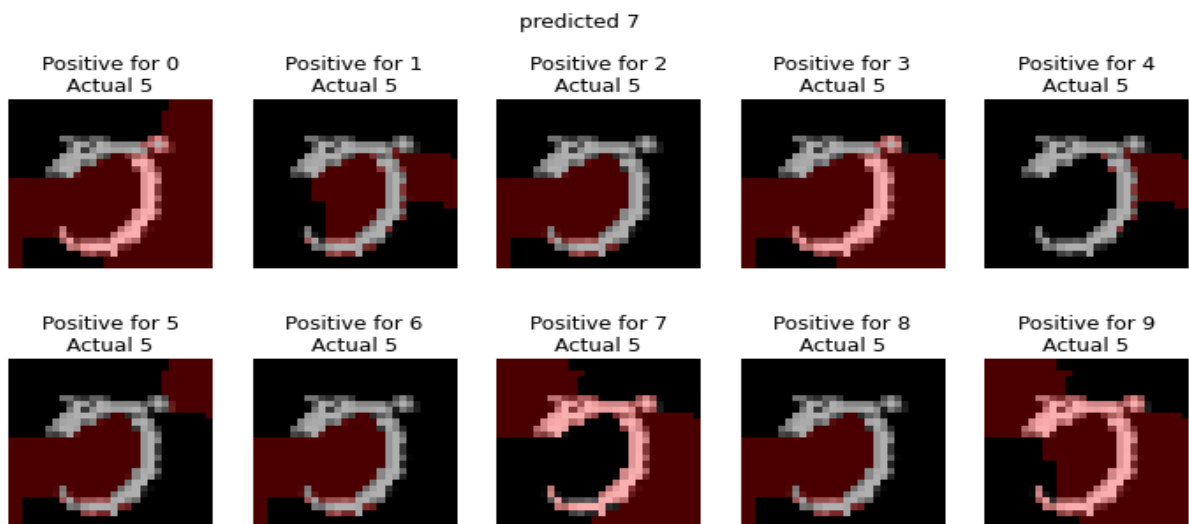 predicted 7
Positive for 0
Actual 5
Positive for 1
Actual 5
Positive for 2
Actual 5
Positive for 3
Actual 5
Positive for 4
Actual 5
Positive for 5
Actual 5
Positive for 6
Actual 5
Positive for 7
Actual 5
Positive for 8
Actual 5
Positive for 9
Actual 5